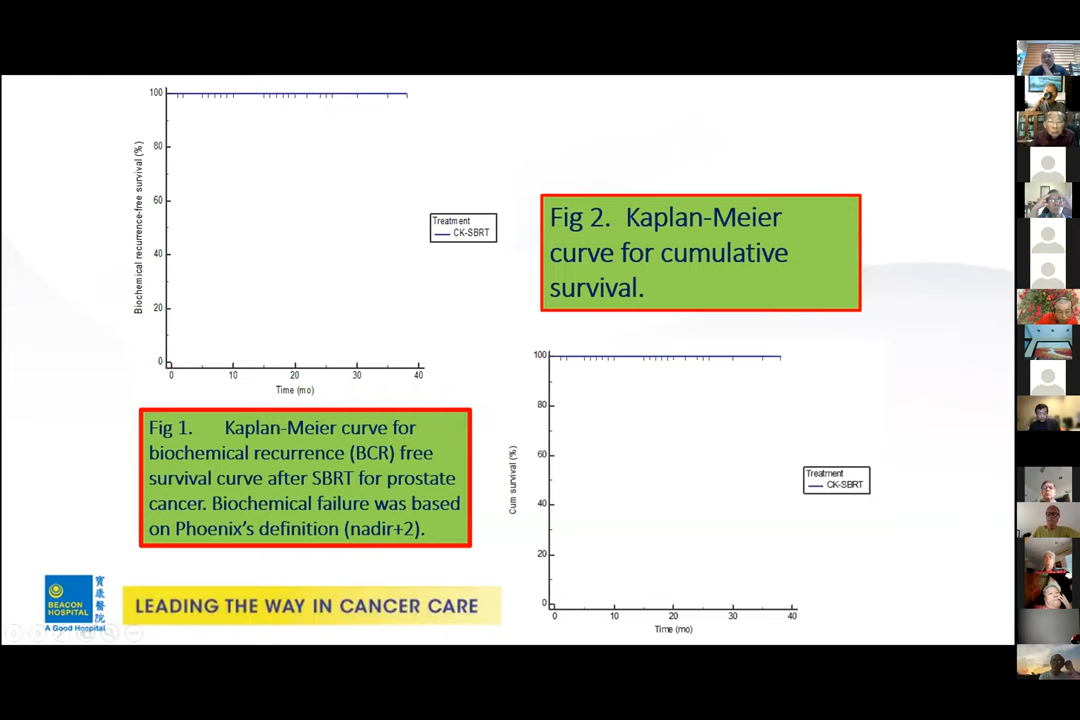 100
80
60
40
20
0
Biochemical recurrence-free survival (%)
0 10 20 30 40
Time (mo)
Treatment
CK-SBRT
Fig 2. Kaplan-Meier
curve for cumulative
survival.
Fig 1. Kaplan-Meier curve for
biochemical recurrence (BCR) free
survival curve after SBRT for prostate
cancer. Biochemical failure was based
on Phoenix's definition (nadir+2).
100
80
60
40
20
0
Cum survival (%)
0 10 20 30 40
Time (mo)
Treatment
CK-SBRT
BEACON
HOSPITAL
寶康醫院
A Good Hospital
LEADING THE WAY IN CANCER CARE